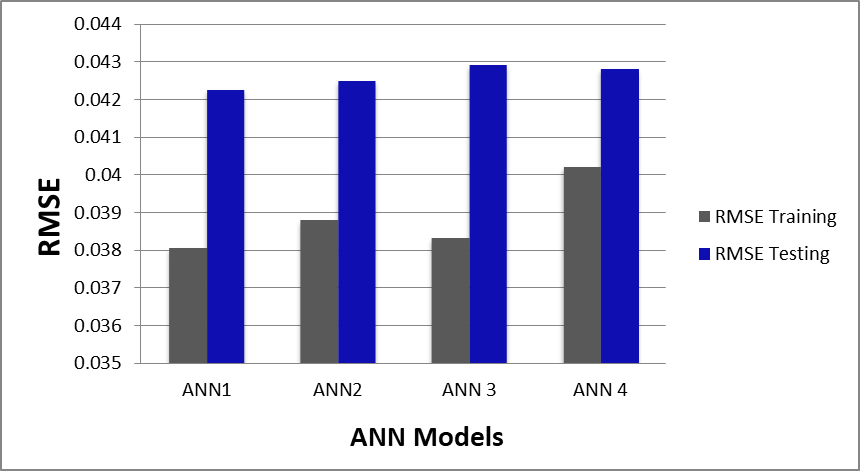 0.044
0.043
0.042
0.041
0.04
0.039
0.038
0.037
0.036
0.035
RMSE
ANN1
ANN2
ANN 3
ANN 4
ANN Models
RMSE Training
RMSE Testing